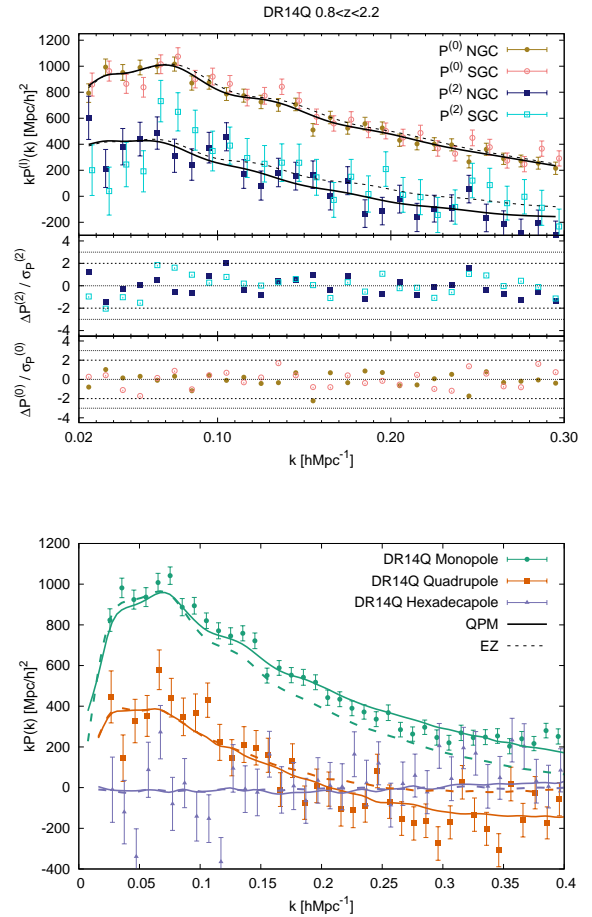 DR14Q 0.8<z<2.2
1200
1000
800
600
400
200
0
-200
kP^(l)(k) [Mpc/h]^2
P^(0) NGC
P^(0) SGC
P^(2) NGC
P^(2) SGC
4
2
0
-2
-4
ΔP^(2) / σ_P^(2)
4
2
0
-2
-4
ΔP^(0) / σ_P^(0)
0.02 0.10 0.20 0.30
k [hMpc^-1]
1200
1000
800
600
400
200
0
-200
-400
kP(k) [Mpc/h]^2
DR14Q Monopole
DR14Q Quadrupole
DR14Q Hexadecapole
QPM
EZ
0 0.05 0.1 0.15 0.2 0.25 0.3 0.35 0.4
k [hMpc^-1]